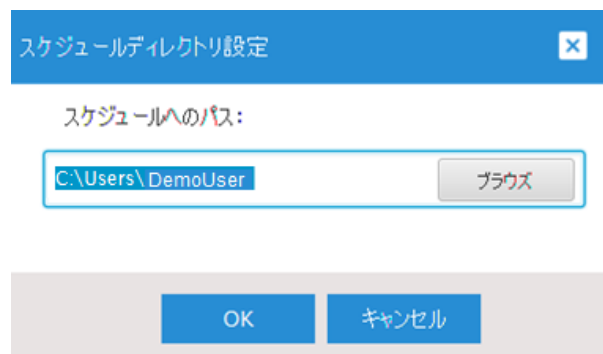 スケジュールディレクトリ設定
スケジュールへのパス:
C:\Users\DemoUser
ブラウズ
OK
キャンセル